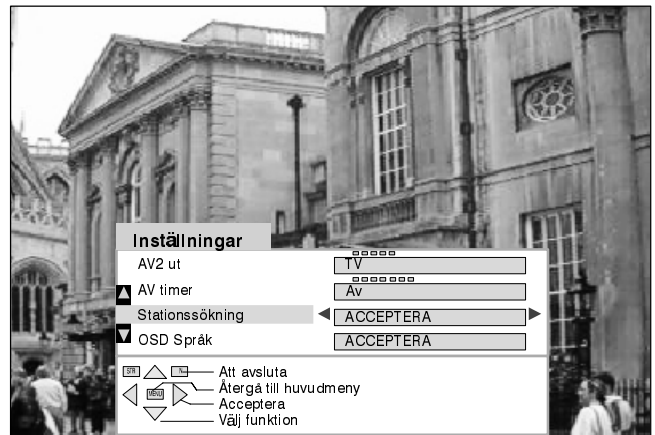 Inställningar
AV2 ut TV
AV timer Av
Stationssökning ACCEPTERA
OSD Språk ACCEPTERA
STR N Att avsluta
MENU Återgå till huvudmeny
Acceptera
Välj funktion